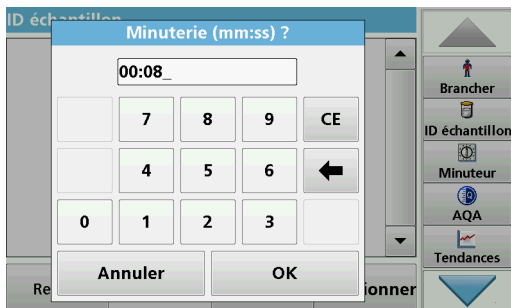 ID échantillon
Minuterie (mm:ss) ?
00:08_
7 8 9 CE
4 5 6
0 1 2 3
Annuler OK
Brancher
ID échantillon
Minuteur
AQA
Tendances